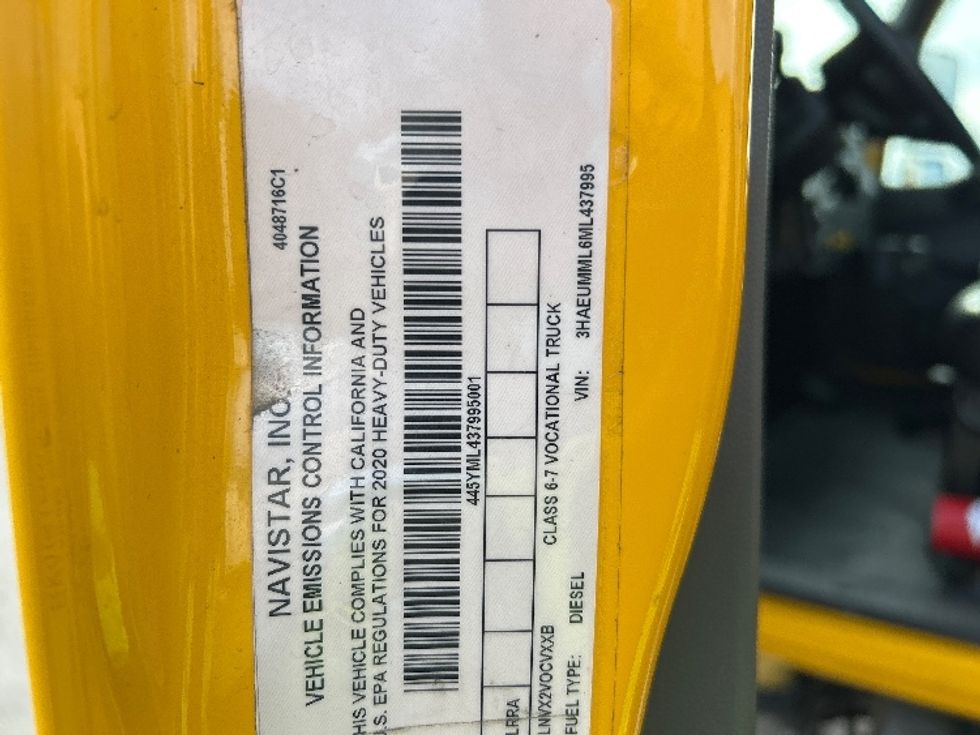 4048716C1
NAVISTAR, INC
VEHICLE EMISSIONS CONTROL INFORMATION
HIS VEHICLE COMPLIES WITH CALIFORNIA AND
.S. EPA REGULATIONS FOR 2020 HEAVY-DUTY VEHICLES
445YML437995001
LRRA
LNVX2VOCVXXB CLASS 6-7 VOCATIONAL TRUCK
FUEL TYPE: DIESEL VIN: 3HAEUMML6ML437995